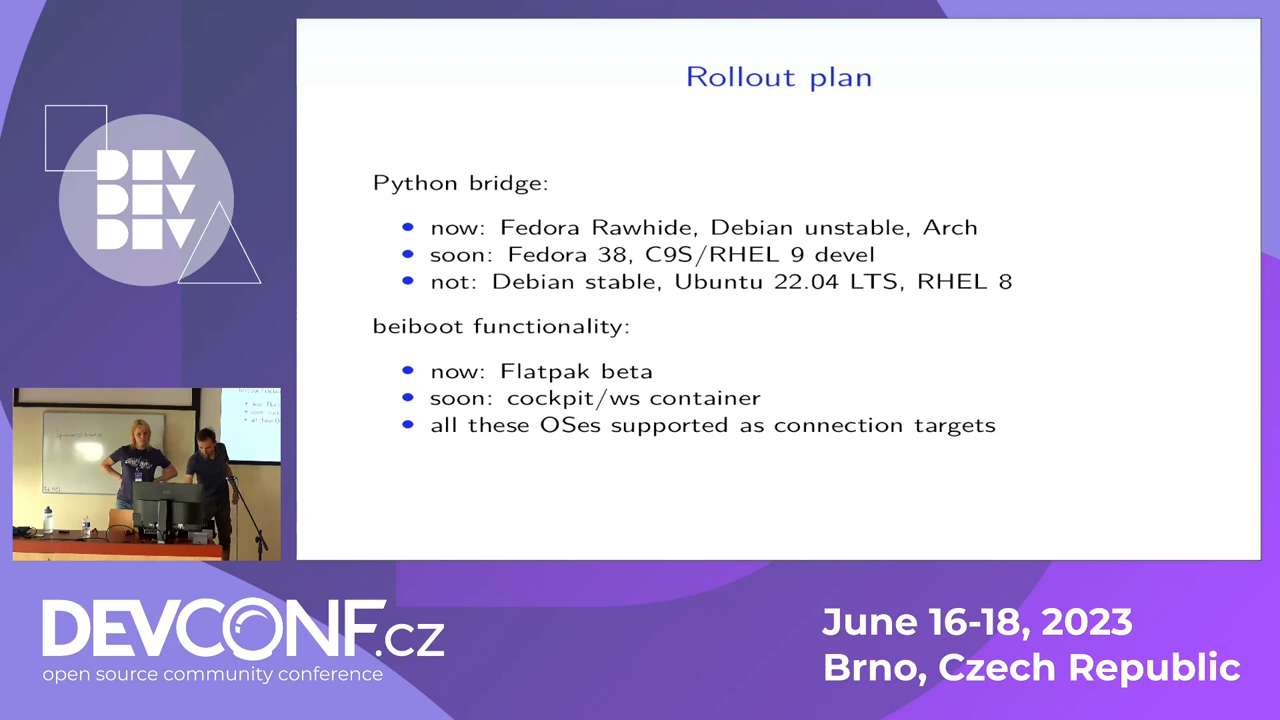 Rollout plan
Python bridge:
now: Fedora Rawhide, Debian unstable, Arch
soon: Fedora 38, C9S/RHEL 9 devel
not: Debian stable, Ubuntu 22.04 LTS, RHEL 8
beiboot functionality:
now: Flatpak beta
soon: cockpit/ws container
all these OSes supported as connection targets
DEV
DEV
DEV
DEVCONF.cz
open source community conference
June 16-18, 2023
Brno, Czech Republic